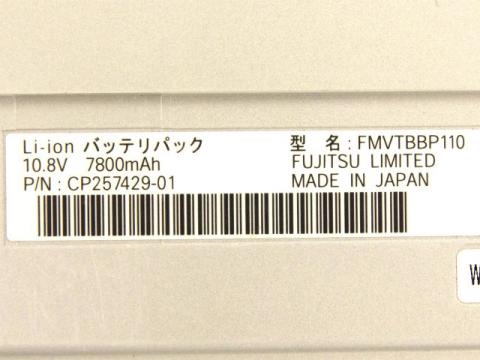 Li-ion バッテリパック 型 名 : FMVTBBP110
10.8V 7800mAh FUJITSU LIMITED
P/N : CP257429-01 MADE IN JAPAN
W